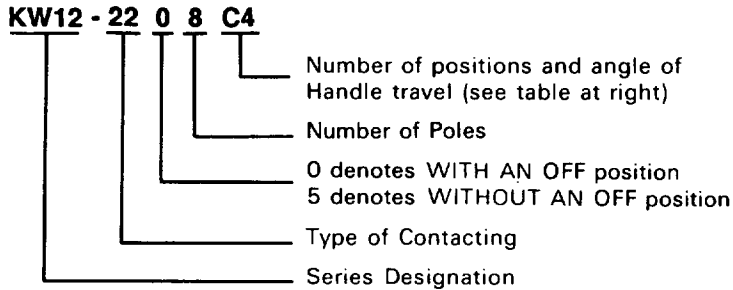 KW12 - 22 0 8 C4
Number of positions and angle of
Handle travel (see table at right)
Number of Poles
0 denotes WITH AN OFF position
5 denotes WITHOUT AN OFF position
Type of Contacting
Series Designation